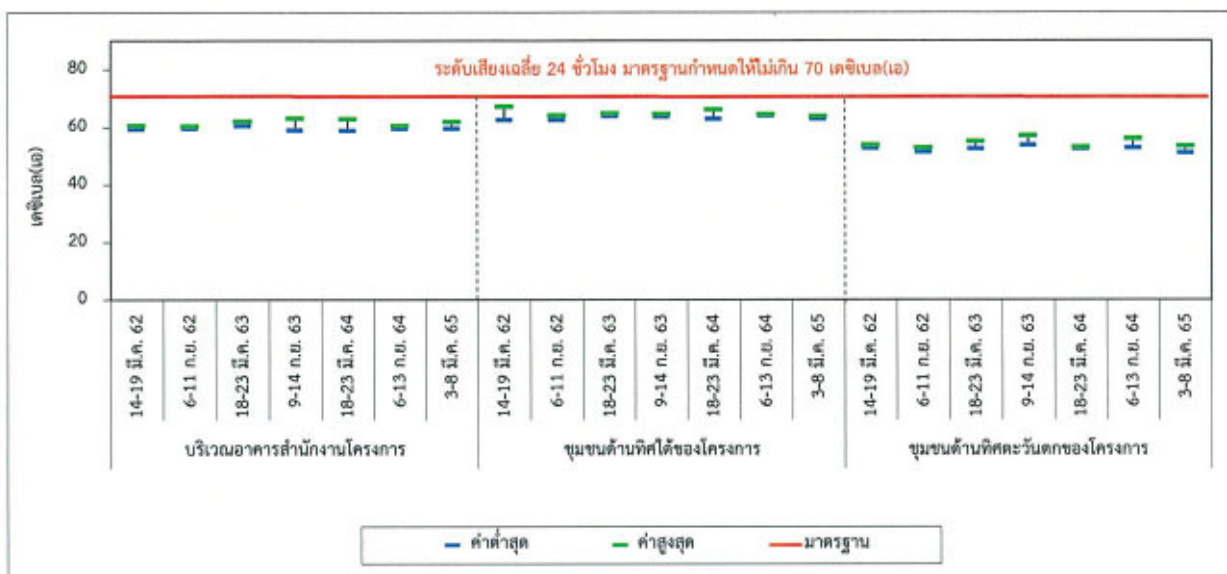 ระดับเสียงเฉลี่ย 24 ชั่วโมง มาตรฐานกำหนดให้ไม่เกิน 70 เดซิเบล(เอ)
80
60
40
20
0
เดซิเบล(เอ)
14-19 มี.ค. 62
6-11 ก.ย. 62
18-23 มี.ค. 63
9-14 ก.ย. 63
18-23 มี.ค. 64
6-13 ก.ย. 64
3-8 มี.ค. 65
14-19 มี.ค. 62
6-11 ก.ย. 62
18-23 มี.ค. 63
9-14 ก.ย. 63
18-23 มี.ค. 64
6-13 ก.ย. 64
3-8 มี.ค. 65
14-19 มี.ค. 62
6-11 ก.ย. 62
18-23 มี.ค. 63
9-14 ก.ย. 63
18-23 มี.ค. 64
6-13 ก.ย. 64
3-8 มี.ค. 65
บริเวณอาคารสำนักงานโครงการ
ชุมชนด้านทิศใต้ของโครงการ
ชุมชนด้านทิศตะวันตกของโครงการ
ค่าต่ำสุด
ค่าสูงสุด
มาตรฐาน